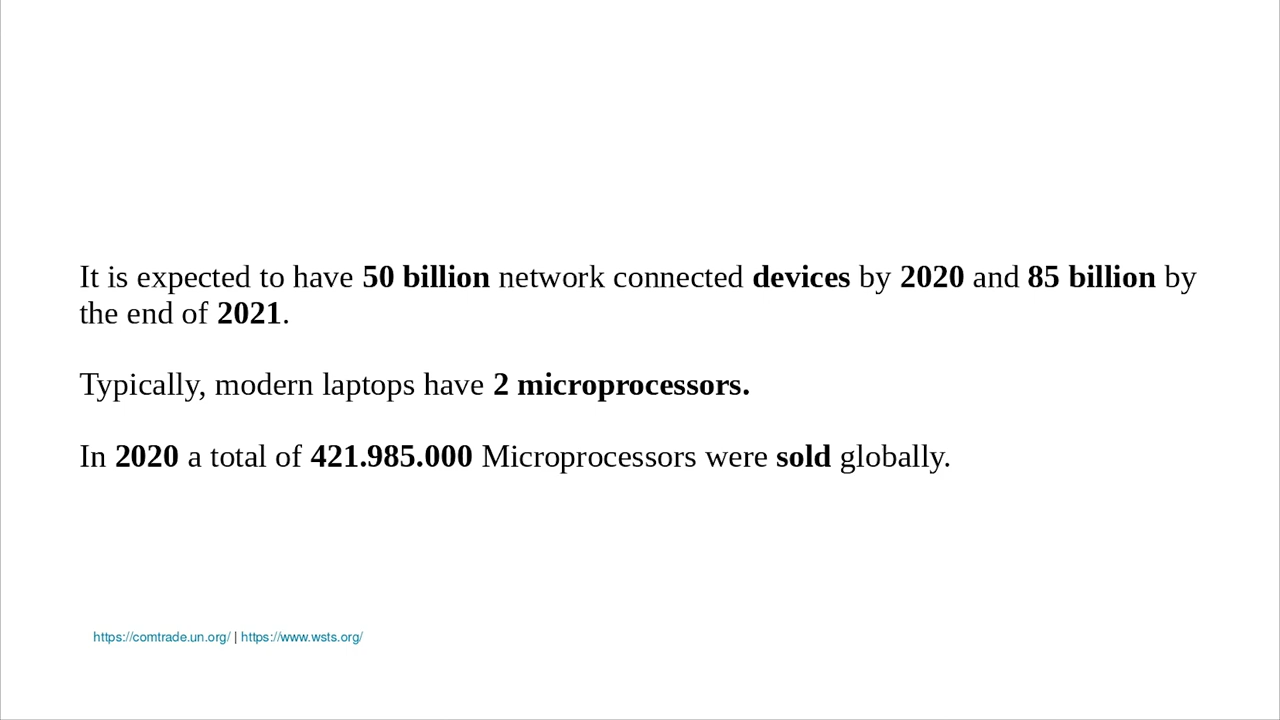 It is expected to have 50 billion network connected devices by 2020 and 85 billion by
the end of 2021.
Typically, modern laptops have 2 microprocessors.
In 2020 a total of 421.985.000 Microprocessors were sold globally.
https://comtrade.un.org/ | https://www.wsts.org/